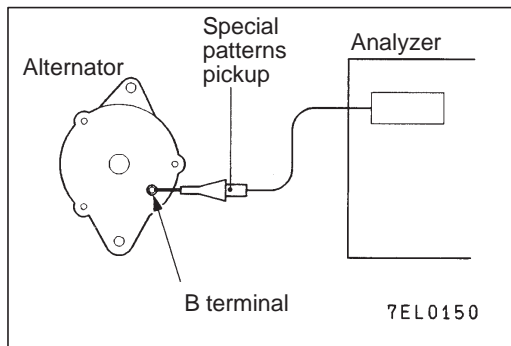 Special
patterns
pickup
Analyzer
Alternator
B terminal
7EL0150